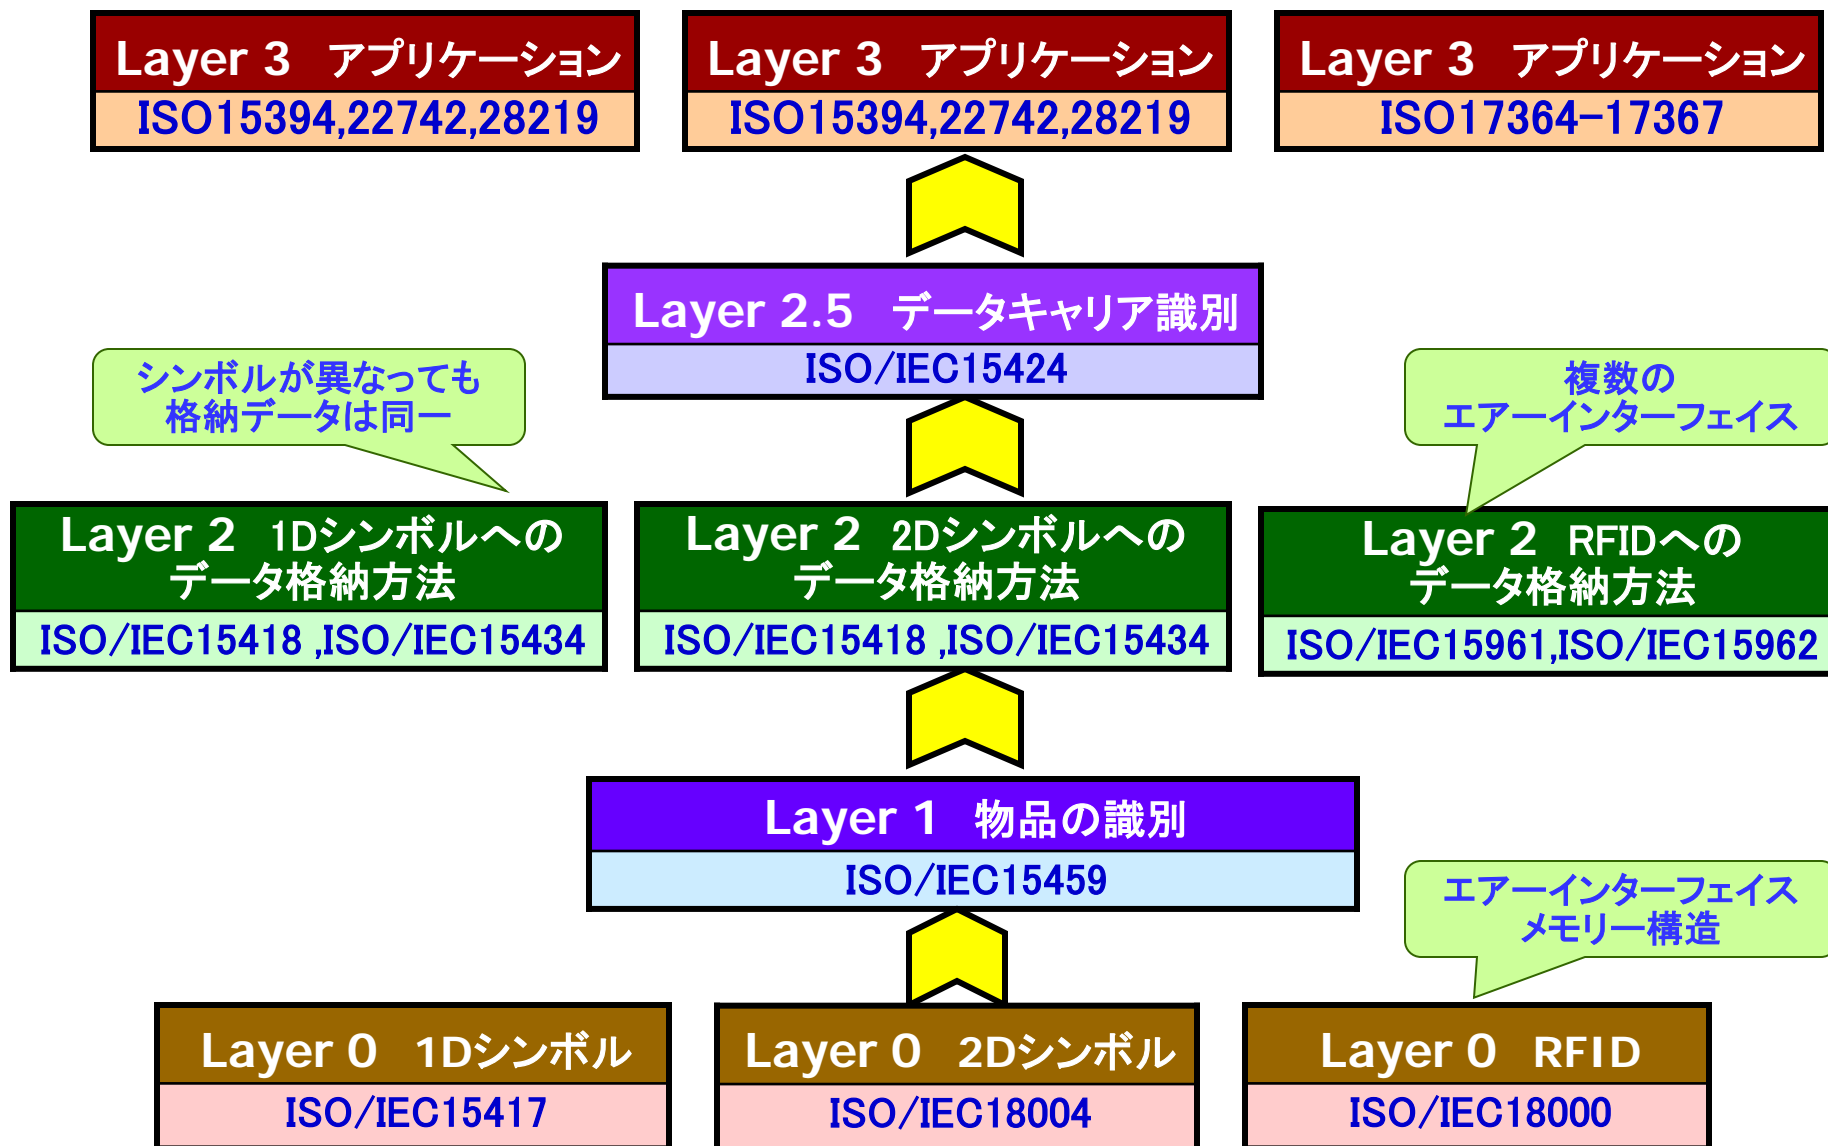 Layer 3 アプリケーション
ISO15394,22742,28219
Layer 3 アプリケーション
ISO15394,22742,28219
Layer 3 アプリケーション
ISO17364-17367
Layer 2.5 データキャリア識別
ISO/IEC15424
シンボルが異なっても
格納データは同一
複数の
エアーインターフェイス
Layer 2 1Dシンボルへの
データ格納方法
ISO/IEC15418 ,ISO/IEC15434
Layer 2 2Dシンボルへの
データ格納方法
ISO/IEC15418 ,ISO/IEC15434
Layer 2 RFIDへの
データ格納方法
ISO/IEC15961,ISO/IEC15962
Layer 1 物品の識別
ISO/IEC15459
エアーインターフェイス
メモリー構造
Layer 0 1Dシンボル
ISO/IEC15417
Layer 0 2Dシンボル
ISO/IEC18004
Layer 0 RFID
ISO/IEC18000